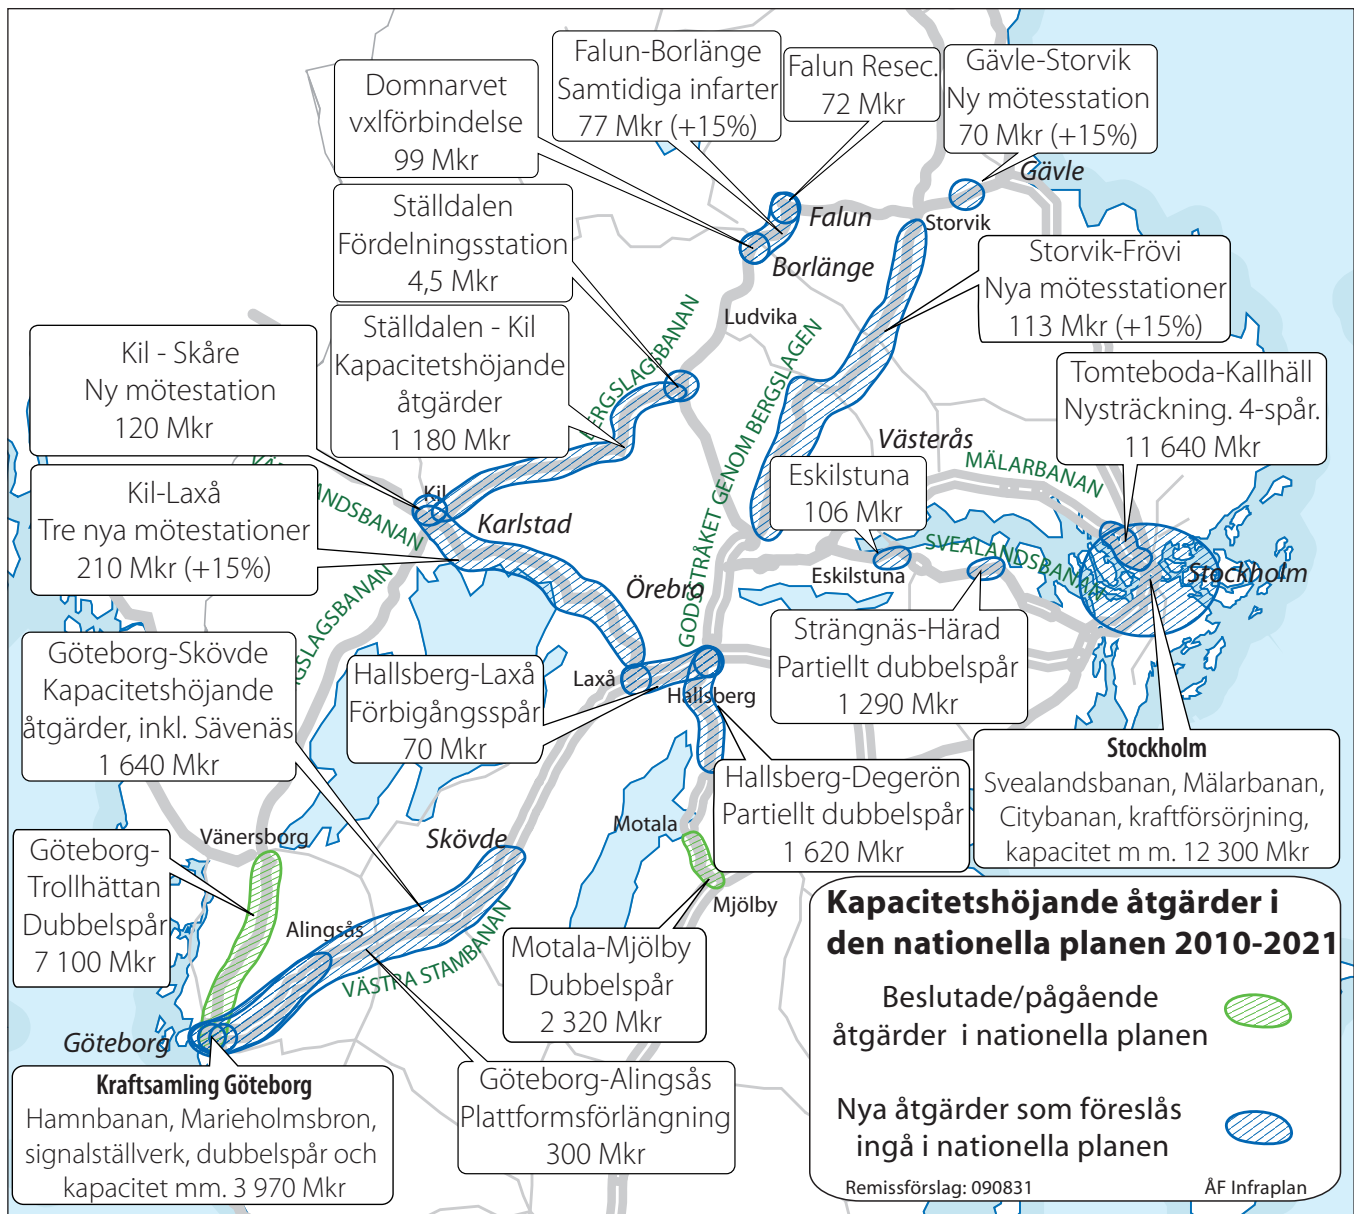 Falun-Borlänge
Samtidiga infarter
77 Mkr (+15%)
Falun Resec.
72 Mkr
Gävle-Storvik
Ny mötesstation
70 Mkr (+15%)
Domnarvet
vxlförbindelse
99 Mkr
Gävle
Ställdalen
Fördelningsstation
4,5 Mkr
Falun
Storvik
Borlänge
Storvik-Frövi
Nya mötesstationer
113 Mkr (+15%)
Ludvika
Ställdalen - Kil
Kapacitetshöjande
åtgärder
1 180 Mkr
BERGSLAGSBANAN
GODSSTRÅKET GENOM BERGSLAGEN
Kil - Skåre
Ny mötestation
120 Mkr
Tomteboda-Kallhäll
Nysträckning. 4-spår.
11 640 Mkr
Västerås
MÄLARBANAN
Eskilstuna
106 Mkr
Kil-Laxå
Tre nya mötestationer
210 Mkr (+15%)
Kil
Karlstad
SVEALANDSBANAN
Stockholm
Eskilstuna
Örebro
Strängnäs-Härad
Partiellt dubbelspår
1 290 Mkr
Göteborg-Skövde
Kapacitetshöjande
åtgärder, inkl. Sävenäs
1 640 Mkr
Hallsberg-Laxå
Förbigångsspår
70 Mkr
Laxå
Hallsberg
Stockholm
Svealandsbanan, Mälarbanan,
Citybanan, kraftförsörjning,
kapacitet m m. 12 300 Mkr
Hallsberg-Degerön
Partiellt dubbelspår
1 620 Mkr
Motala
Skövde
Vänersborg
Göteborg-
Trollhättan
Dubbelspår
7 100 Mkr
Mjölby
Alingsås
VÄSTRA STAMBANAN
Motala-Mjölby
Dubbelspår
2 320 Mkr
Göteborg
Kraftsamling Göteborg
Hamnbanan, Marieholmsbron,
signalställverk, dubbelspår och
kapacitet mm. 3 970 Mkr
Göteborg-Alingsås
Plattformsförlängning
300 Mkr
Kapacitetshöjande åtgärder i
den nationella planen 2010-2021
Beslutade/pågående
åtgärder i nationella planen
Nya åtgärder som föreslås
ingå i nationella planen
Remissförslag: 090831
ÅF Infraplan